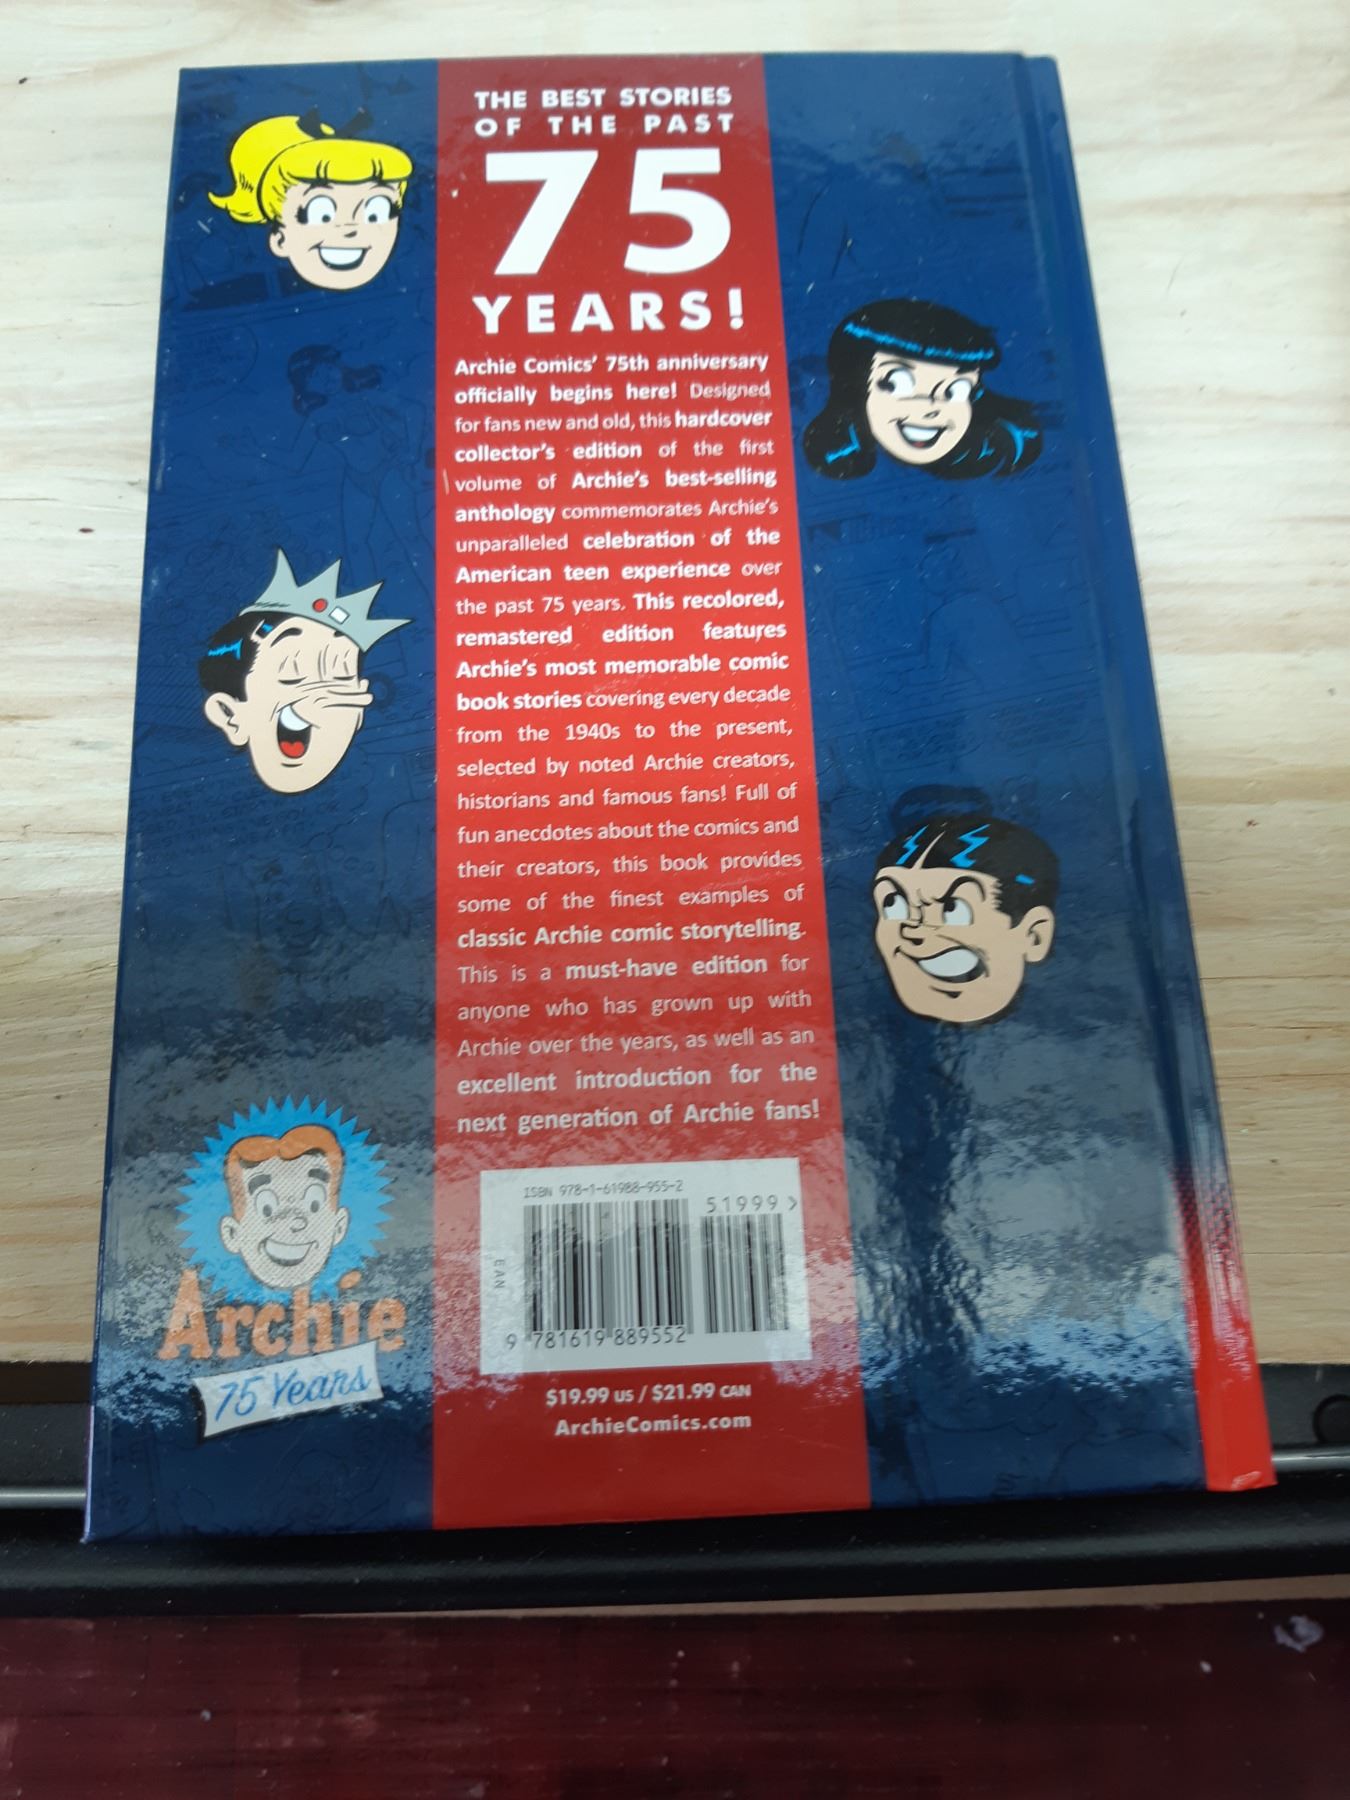 THE BEST STORIES
OF THE PAST
75
YEARS!
Archie Comics' 75th anniversary
officially begins here! Designed
for fans new and old, this hardcover
collector's edition of the first
volume of Archie's best-selling
anthology commemorates Archie's
unparalleled celebration of the
American teen experience over
the past 75 years. This recolored,
remastered edition features
Archie's most memorable comic
book stories covering every decade
from the 1940s to the present,
selected by noted Archie creators,
historians and famous fans! Full of
fun anecdotes about the comics and
their creators, this book provides
some of the finest examples of
classic Archie comic storytelling.
This is a must-have edition for
anyone who has grown up with
Archie over the years, as well as an
excellent introduction for the
next generation of Archie fans!
ISBN 978-1-61988-955-2
51999 >
EAN
9 781619 889552
$19.99 US / $21.99 CAN
ArchieComics.com
Archie
75 Years